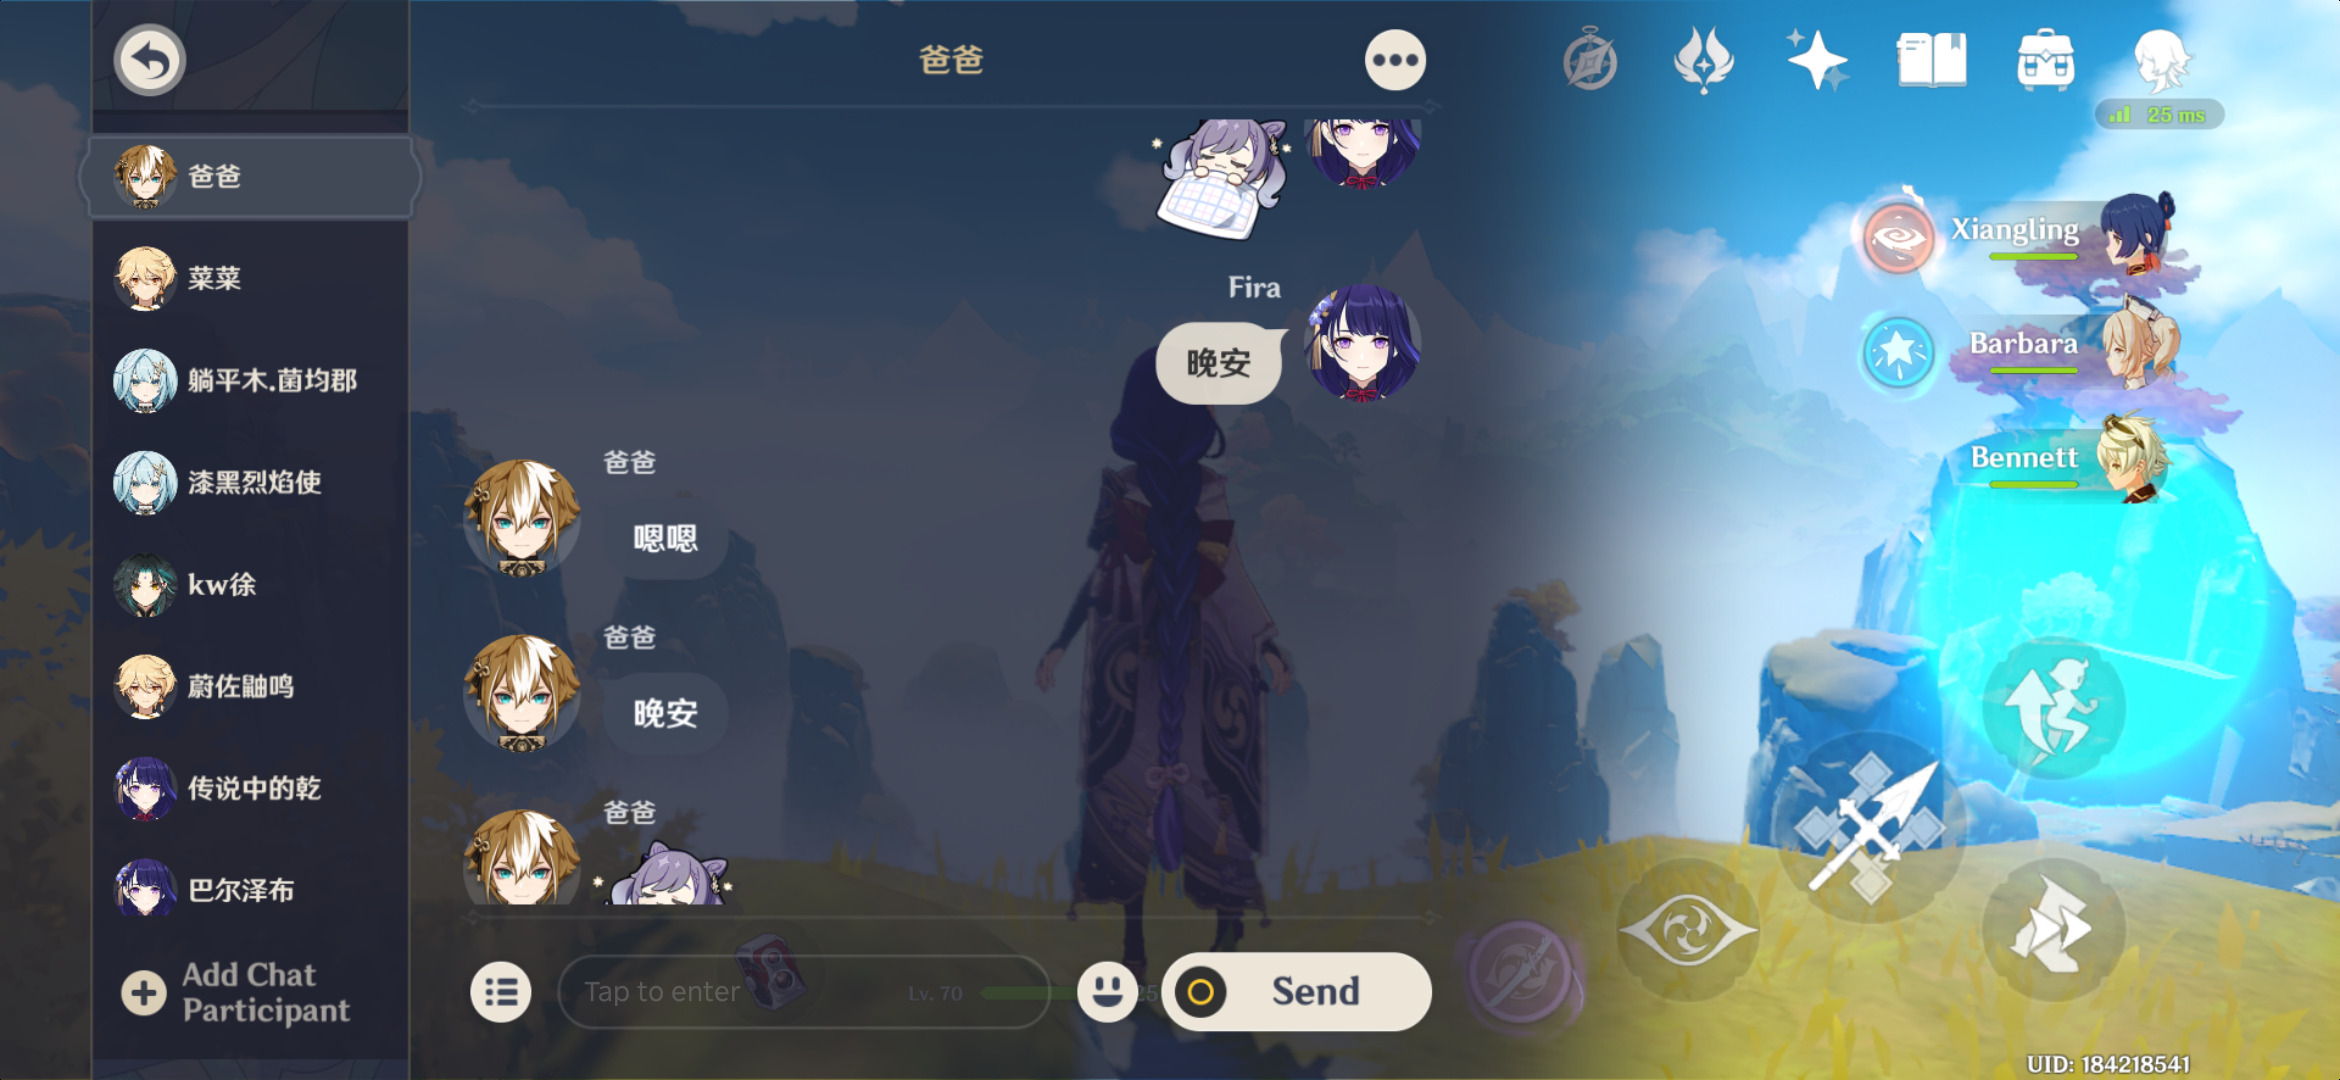 爸爸
菜菜
躺平木.菌均郡
漆黑烈焰使
kw徐
蔚佐鼬鸣
传说中的乾
巴尔泽布
Add Chat
Participant
爸爸
Fira
晚安
爸爸
嗯嗯
爸爸
晚安
爸爸
Tap to enter
Lv. 70
25
Send
25 ms
Xiangling
Barbara
Bennett
UID: 184218541